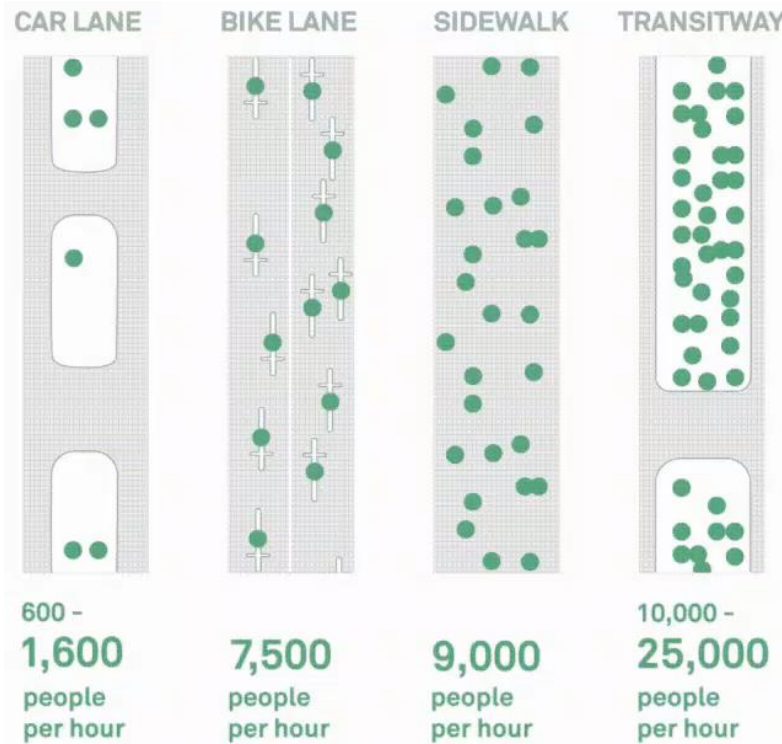 CAR LANE
BIKE LANE
SIDEWALK
TRANSITWAY
600 -
1,600
people
per hour
7,500
people
per hour
9,000
people
per hour
10,000 -
25,000
people
per hour